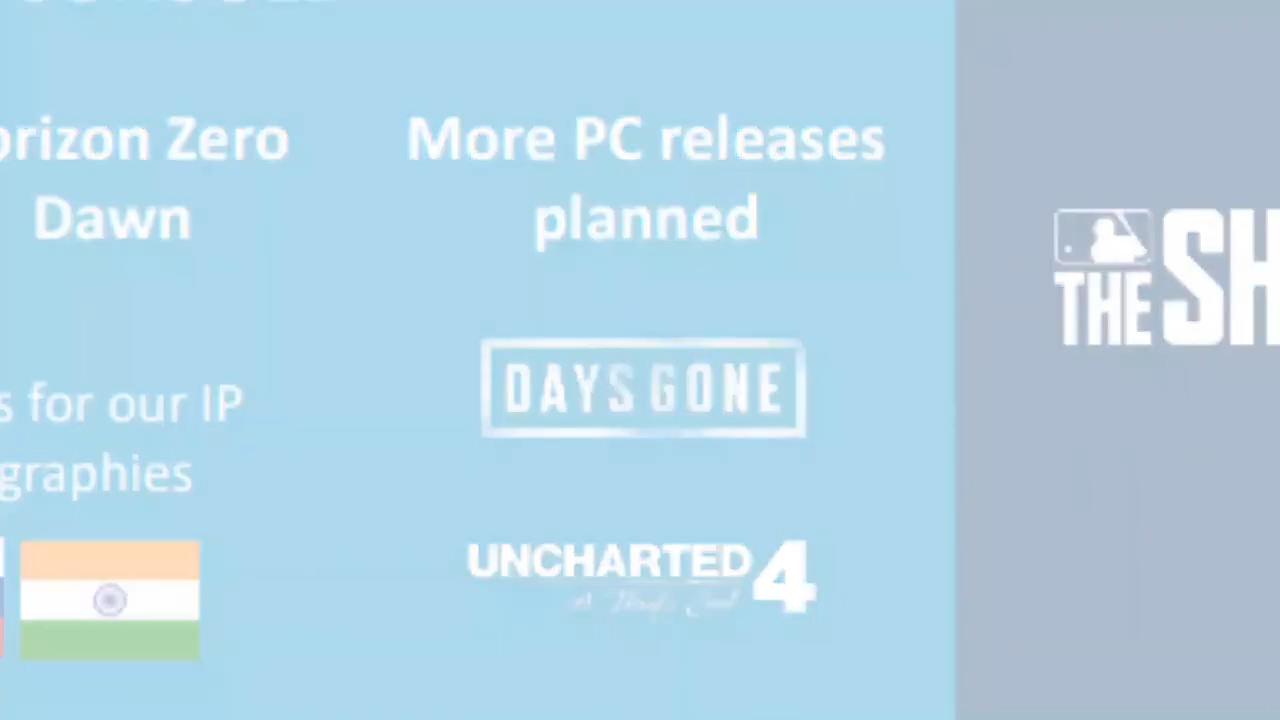 orizon Zero
Dawn
s for our IP
graphies
More PC releases
planned
DAYS GONE
UNCHARTED 4
THE SH